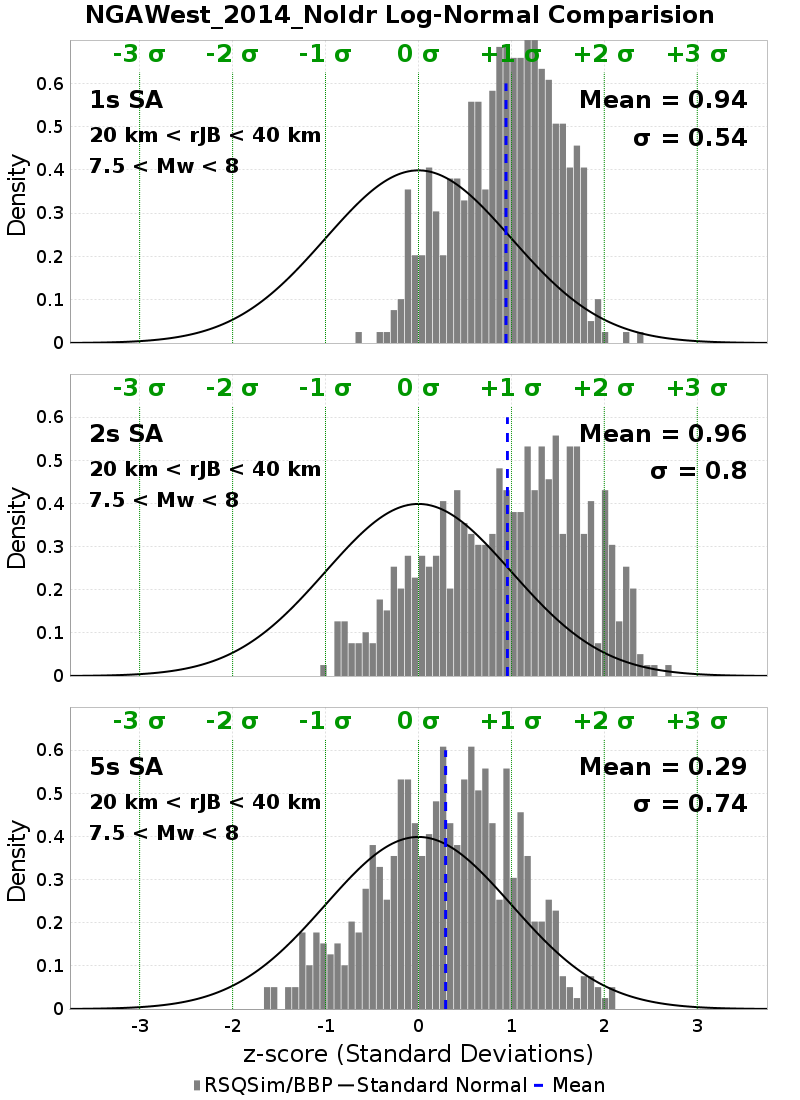 NGAWest_2014_NoIdr Log-Normal Comparision
-3 σ -2 σ -1 σ 0 σ +1 σ +2 σ +3 σ
1s SA Mean = 0.94
20 km < rJB < 40 km σ = 0.54
7.5 < Mw < 8
Density
0.6
0.5
0.4
0.3
0.2
0.1
0
-3 σ -2 σ -1 σ 0 σ +1 σ +2 σ +3 σ
2s SA Mean = 0.96
20 km < rJB < 40 km σ = 0.8
7.5 < Mw < 8
Density
0.6
0.5
0.4
0.3
0.2
0.1
0
-3 σ -2 σ -1 σ 0 σ +1 σ +2 σ +3 σ
5s SA Mean = 0.29
20 km < rJB < 40 km σ = 0.74
7.5 < Mw < 8
Density
0.6
0.5
0.4
0.3
0.2
0.1
0
-3 -2 -1 0 1 2 3
z-score (Standard Deviations)
RSQSim/BBP Standard Normal Mean